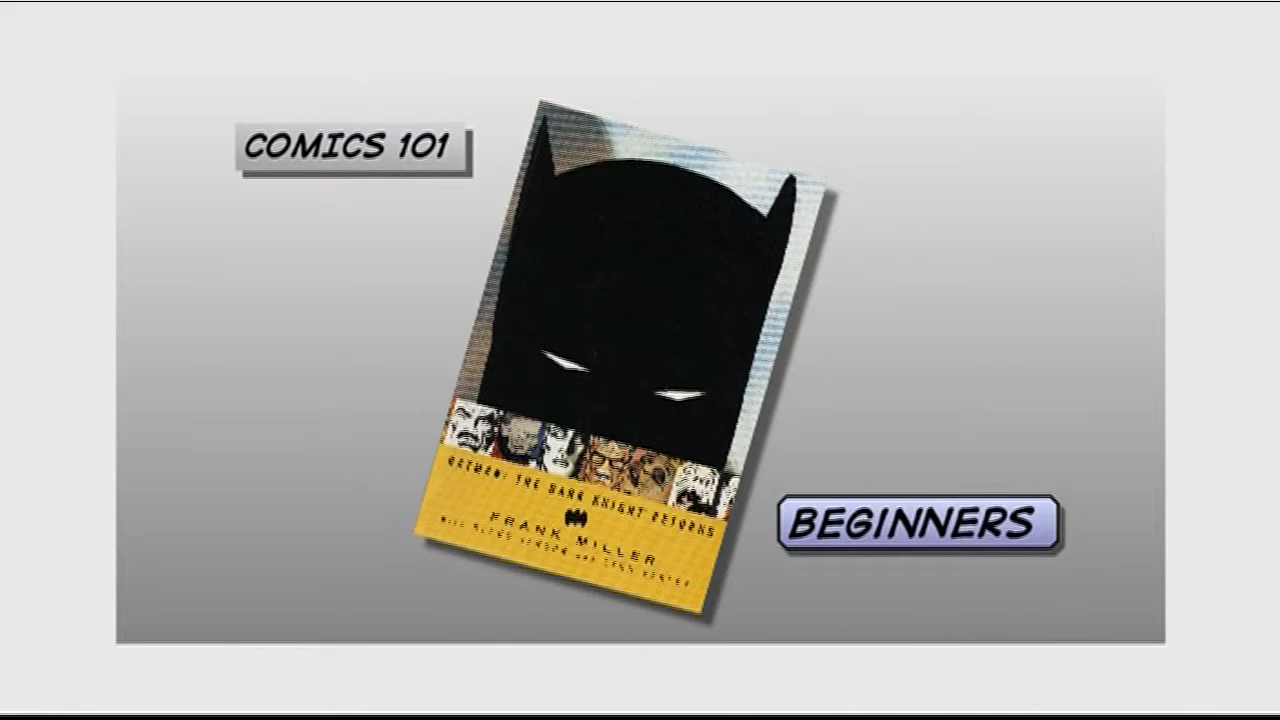 COMICS 101
BATMAN: THE DARK KNIGHT RETURNS
FRANK MILLER
BEGINNERS